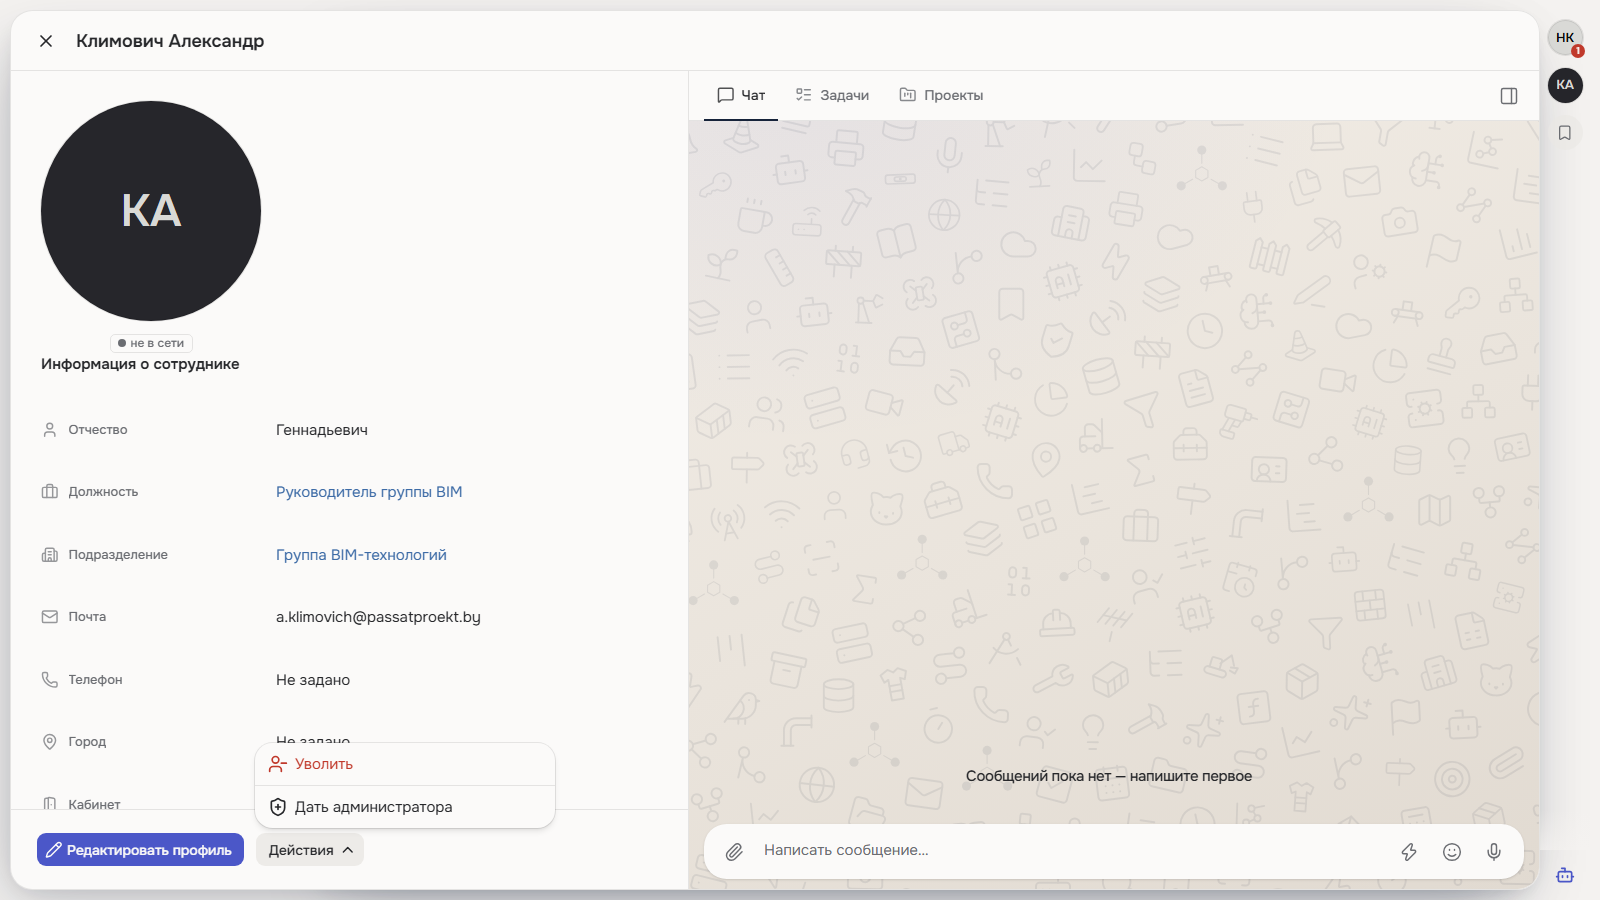 Климович Александр
НК
1
КА
КА
не в сети
Информация о сотруднике
Отчество
Геннадьевич
Должность
Руководитель группы BIM
Подразделение
Группа BIM-технологий
Почта
a.klimovich@passatproekt.by
Телефон
Не задано
Город
Не задано
Кабинет
Уволить
Дать администратора
Редактировать профиль
Действия
Чат
Задачи
Проекты
Сообщений пока нет — напишите первое
Написать сообщение...